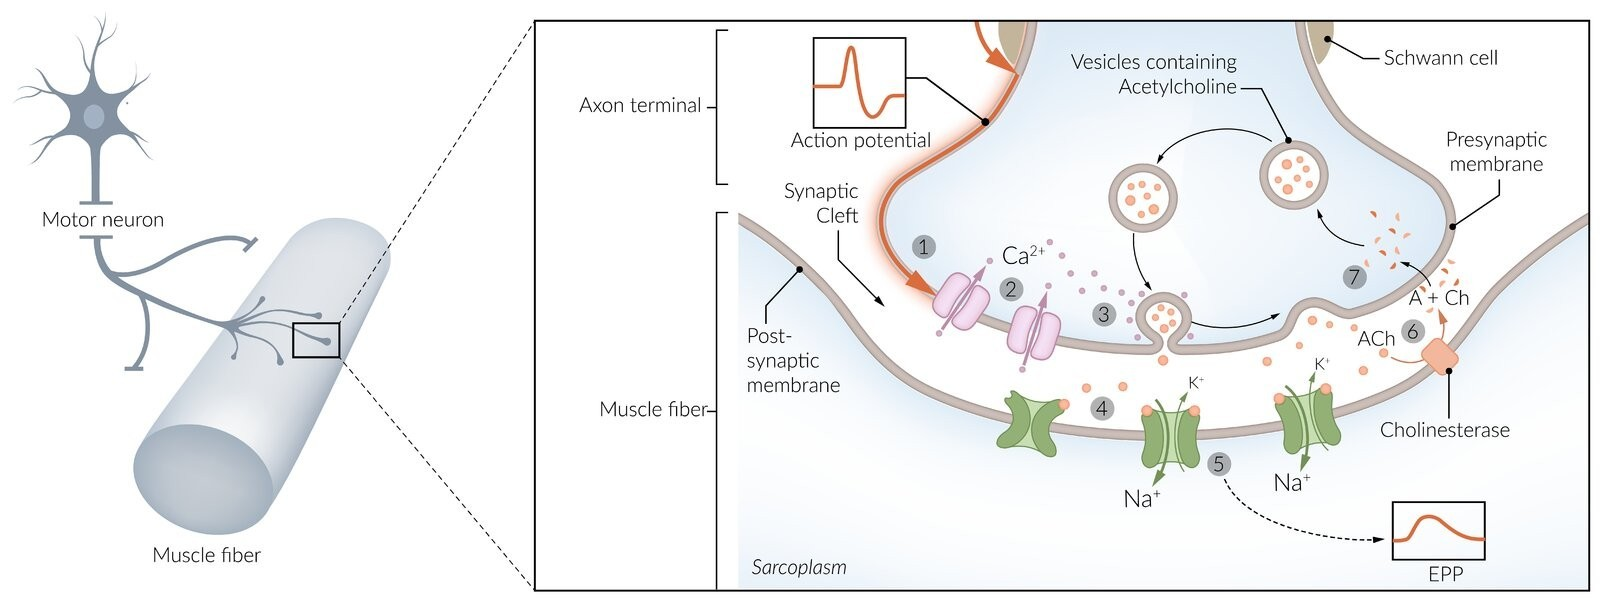 Motor neuron
Muscle fiber
Axon terminal
Muscle fiber
Action potential
Vesicles containing
Acetylcholine
Schwann cell
Presynaptic
membrane
Synaptic
Cleft
1
Ca²⁺
2
3
7
A + Ch
6
ACh
Post-
synaptic
membrane
4
K⁺
K⁺
Cholinesterase
5
Na⁺
Na⁺
Sarcoplasm
EPP